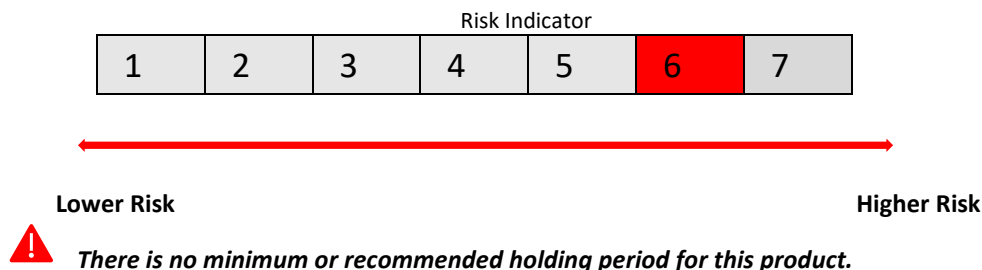 Risk Indicator
1 2 3 4 5 6 7
Lower Risk Higher Risk
There is no minimum or recommended holding period for this product.